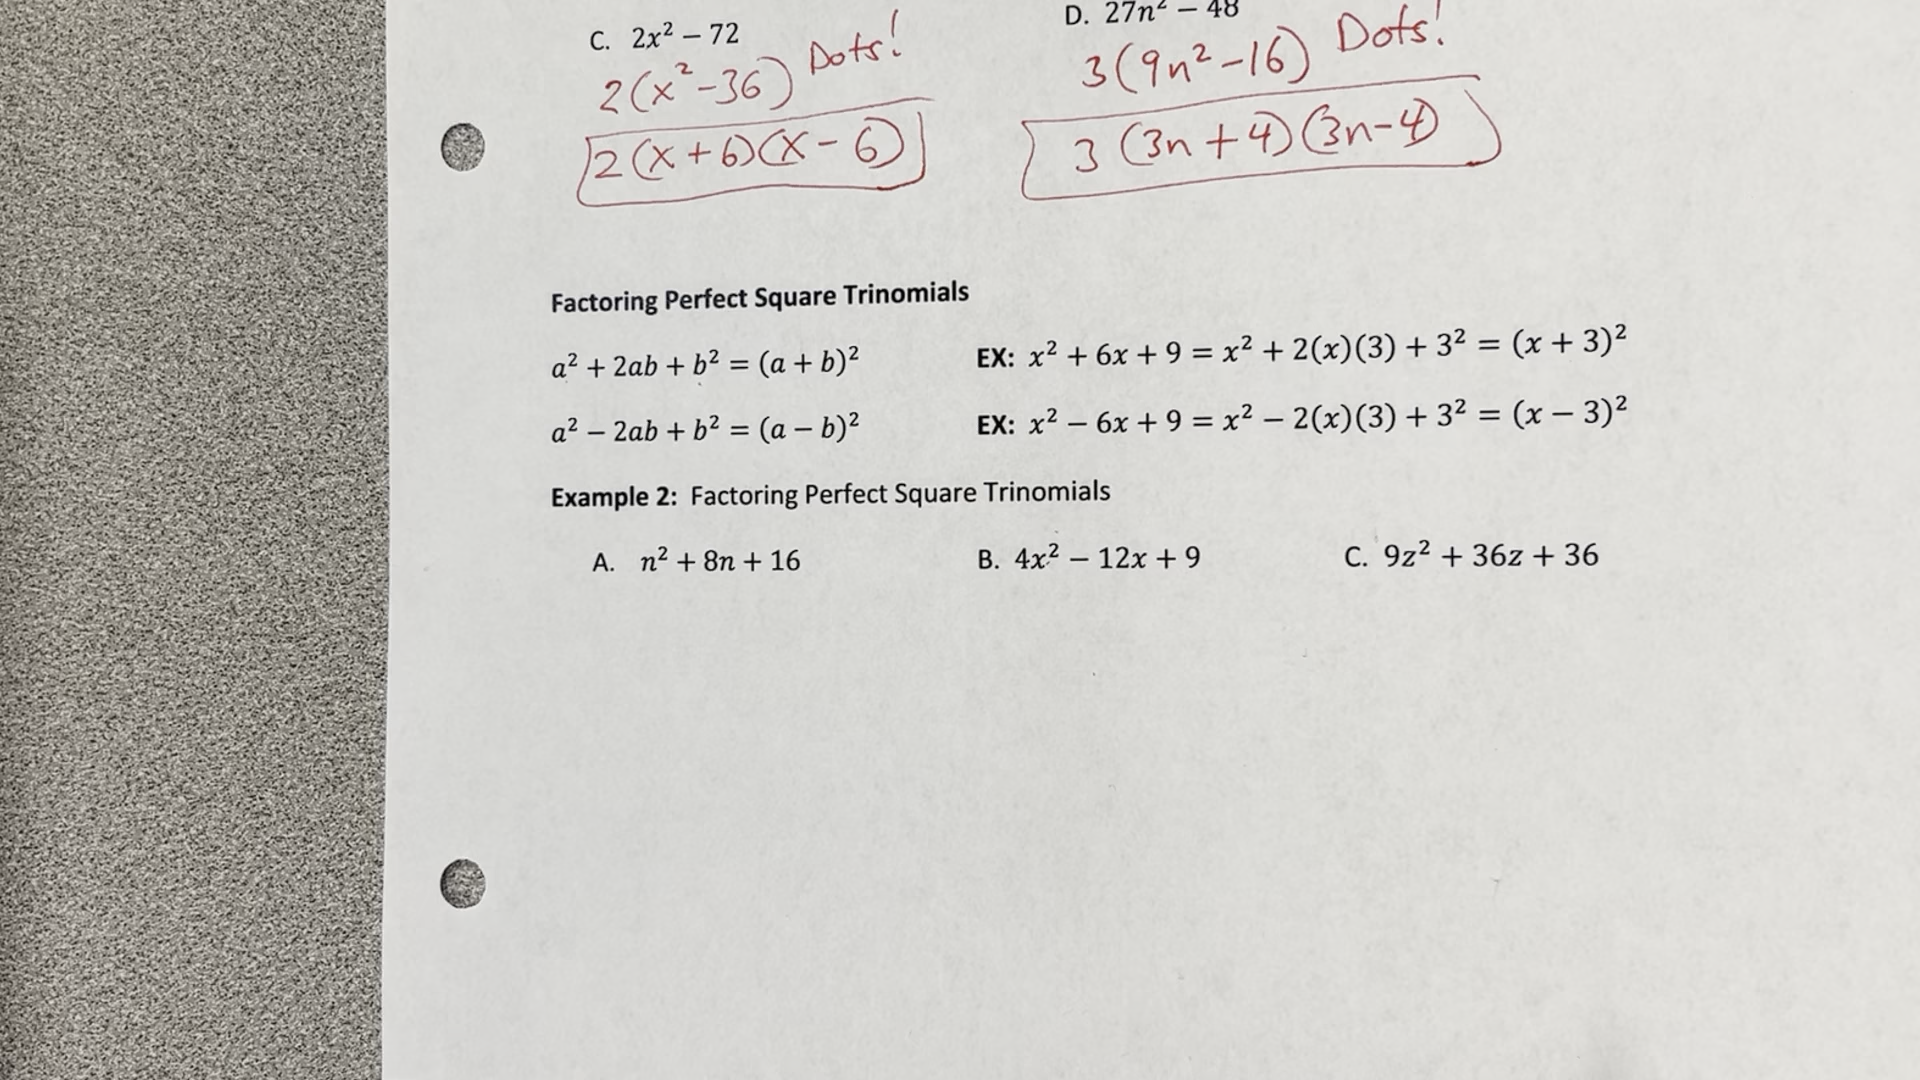 C. 2x² – 72
D. 27n² – 48
2(x²-36) Dots!
3(9n²-16) Dots!
2(x+6)(x-6)
3(3n+4)(3n-4)
Factoring Perfect Square Trinomials
a² + 2ab + b² = (a + b)²
EX: x² + 6x + 9 = x² + 2(x)(3) + 3² = (x + 3)²
a² – 2ab + b² = (a – b)²
EX: x² – 6x + 9 = x² – 2(x)(3) + 3² = (x – 3)²
Example 2: Factoring Perfect Square Trinomials
A. n² + 8n + 16
B. 4x² – 12x + 9
C. 9z² + 36z + 36